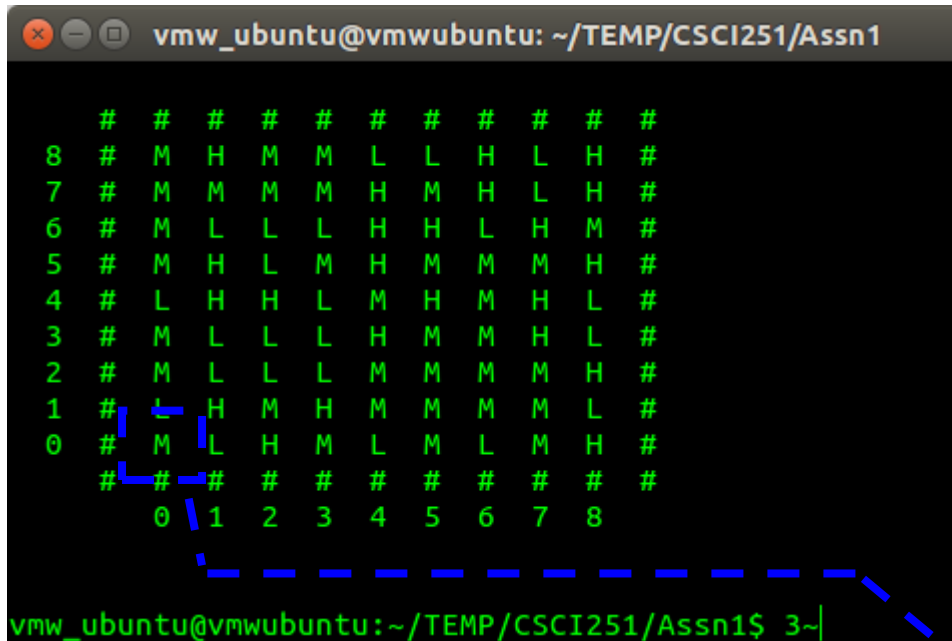 vmw_ubuntu@vmwubuntu: ~/TEMP/CSCI251/Assn1
# # # # # # # # # # #
8 # M H M M L L H L H #
7 # M M M M H M H L H #
6 # M L L L H H L H M #
5 # M H L M H M M M H #
4 # L H H L M H M H L #
3 # M L L L H M M H L #
2 # M L L L M M M M H #
1 # L H M H M M M M L #
0 # M L H M L M L M H #
# # # # # # # # # # #
0 1 2 3 4 5 6 7 8
vmw_ubuntu@vmwubuntu:~/TEMP/CSCI251/Assn1$ 3~